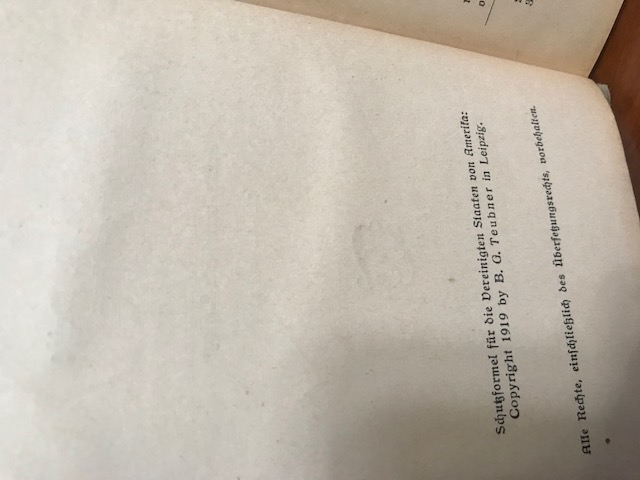 Schutzformel für die Vereinigten Staaten von Amerika:
Copyright 1919 by B. G. Teubner in Leipzig.
Alle Rechte, einschließlich des Übersetzungsrechts, vorbehalten.